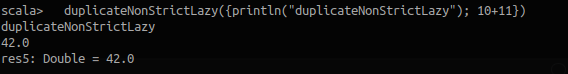 scala>   duplicateNonStrictLazy({println("duplicateNonStrictLazy"); 10+11})
duplicateNonStrictLazy
42.0
res5: Double = 42.0